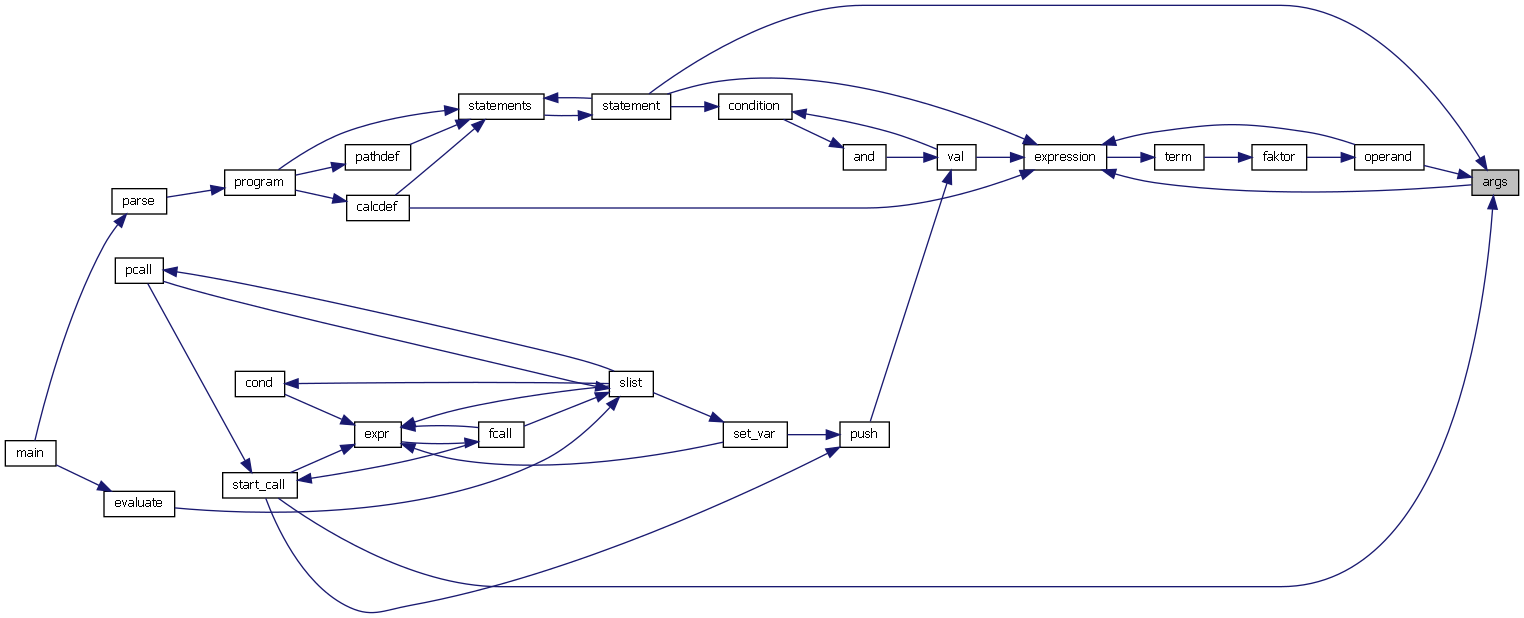 statements
statement
condition
pathdef
and
val
expression
term
faktor
operand
program
args
parse
calcdef
pcall
cond
slist
expr
fcall
set_var
push
main
start_call
evaluate